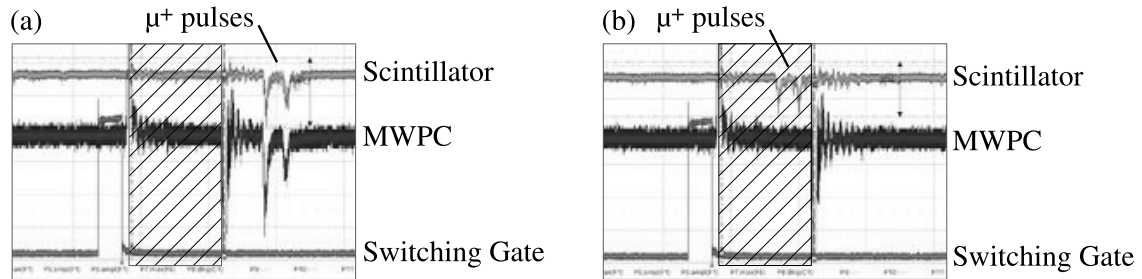 (a)
μ+ pulses
Scintillator
MWPC
Switching Gate
(b)
μ+ pulses
Scintillator
MWPC
Switching Gate